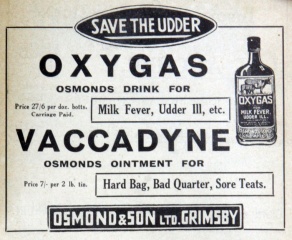 SAVE THE UDDER
OXYGAS
OSMONDS DRINK FOR
Price 27/6 per doz. botts.
Carriage Paid.
Milk Fever, Udder Ill, etc.
OXYGAS
MILK FEVER,
UDDER ILL,
VACCADYNE
OSMONDS OINTMENT FOR
Price 7/- per 2 lb. tin.
Hard Bag, Bad Quarter, Sore Teats.
OSMOND & SON LTD. GRIMSBY